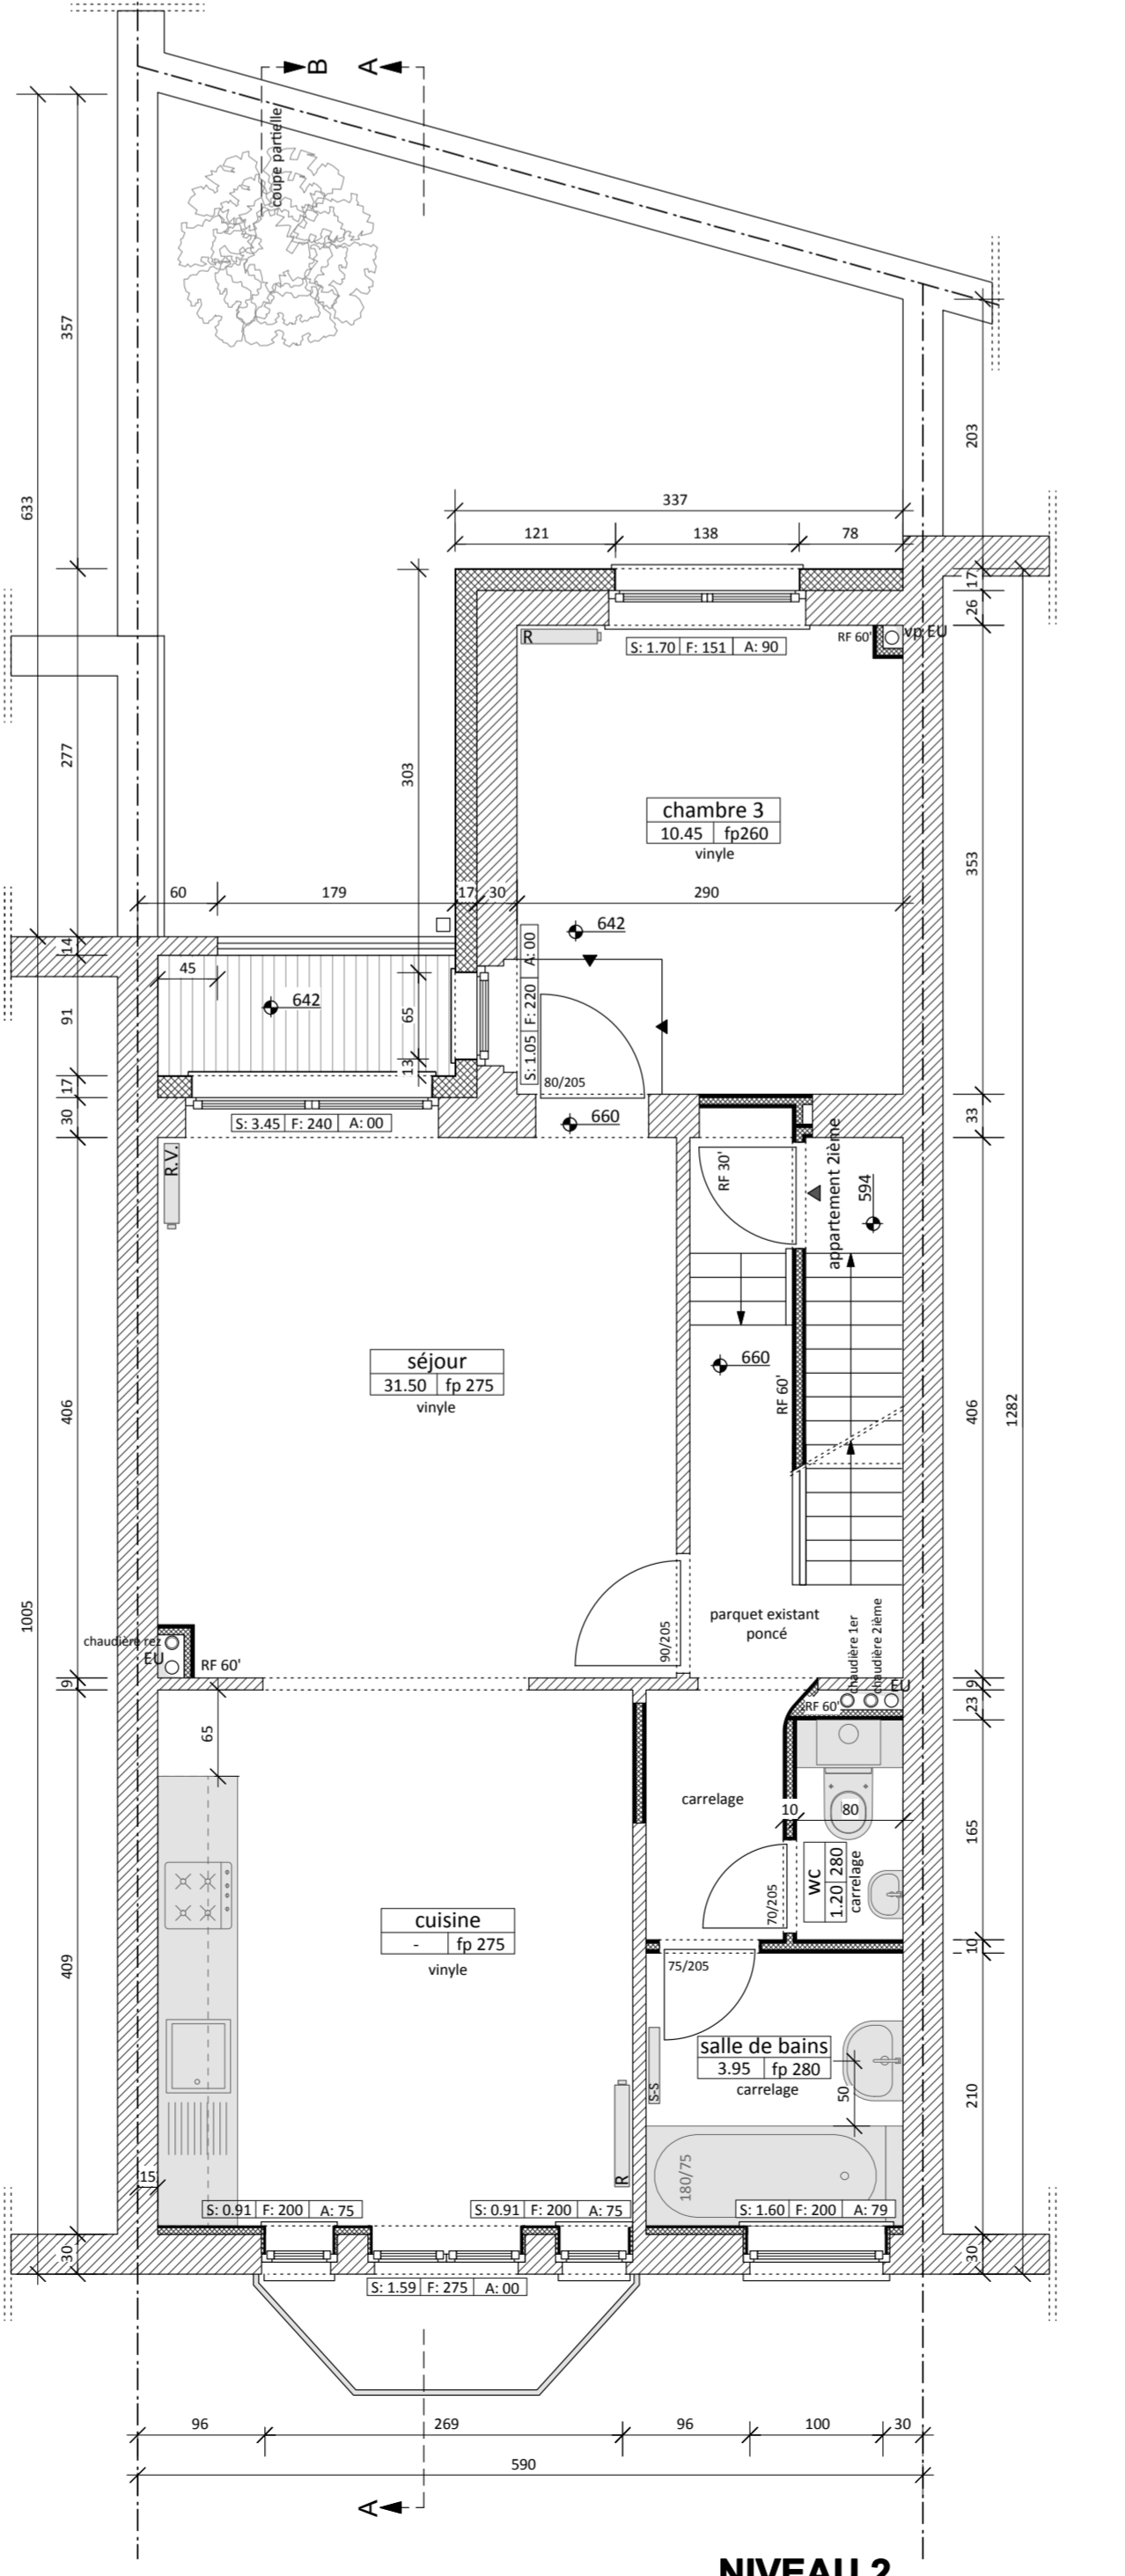 B
A
coupe partielle
357
633
203
337
121
138
78
17
26
R
S: 1.70 F: 151 A: 90
RF 60'
vp EU
277
303
chambre 3
10.45 fp260
vinyle
353
60
179
17
30
290
642
14
45
642
91
65
S: 1.05 F: 220 A: 00
13
80/205
17
30
S: 3.45 F: 240 A: 00
660
33
R.V.
RF 30'
appartement 2ième
594
séjour
31.50 fp 275
vinyle
660
RF 60'
406
406
1282
1005
90/205
parquet existant
poncé
chaudière 1er
chaudière 2ième
chaudière rez
EU
RF 60'
EU
9
9
RF 60'
23
65
carrelage
10
80
165
WC
1.20 280
carrelage
70/205
cuisine
- fp 275
vinyle
409
10
75/205
salle de bains
3.95 fp 280
carrelage
S-S
50
210
R
180/75
15
S: 0.91 F: 200 A: 75
S: 0.91 F: 200 A: 75
S: 1.60 F: 200 A: 79
30
30
S: 1.59 F: 275 A: 00
96
269
96
100
30
590
A
NIVEAU 2